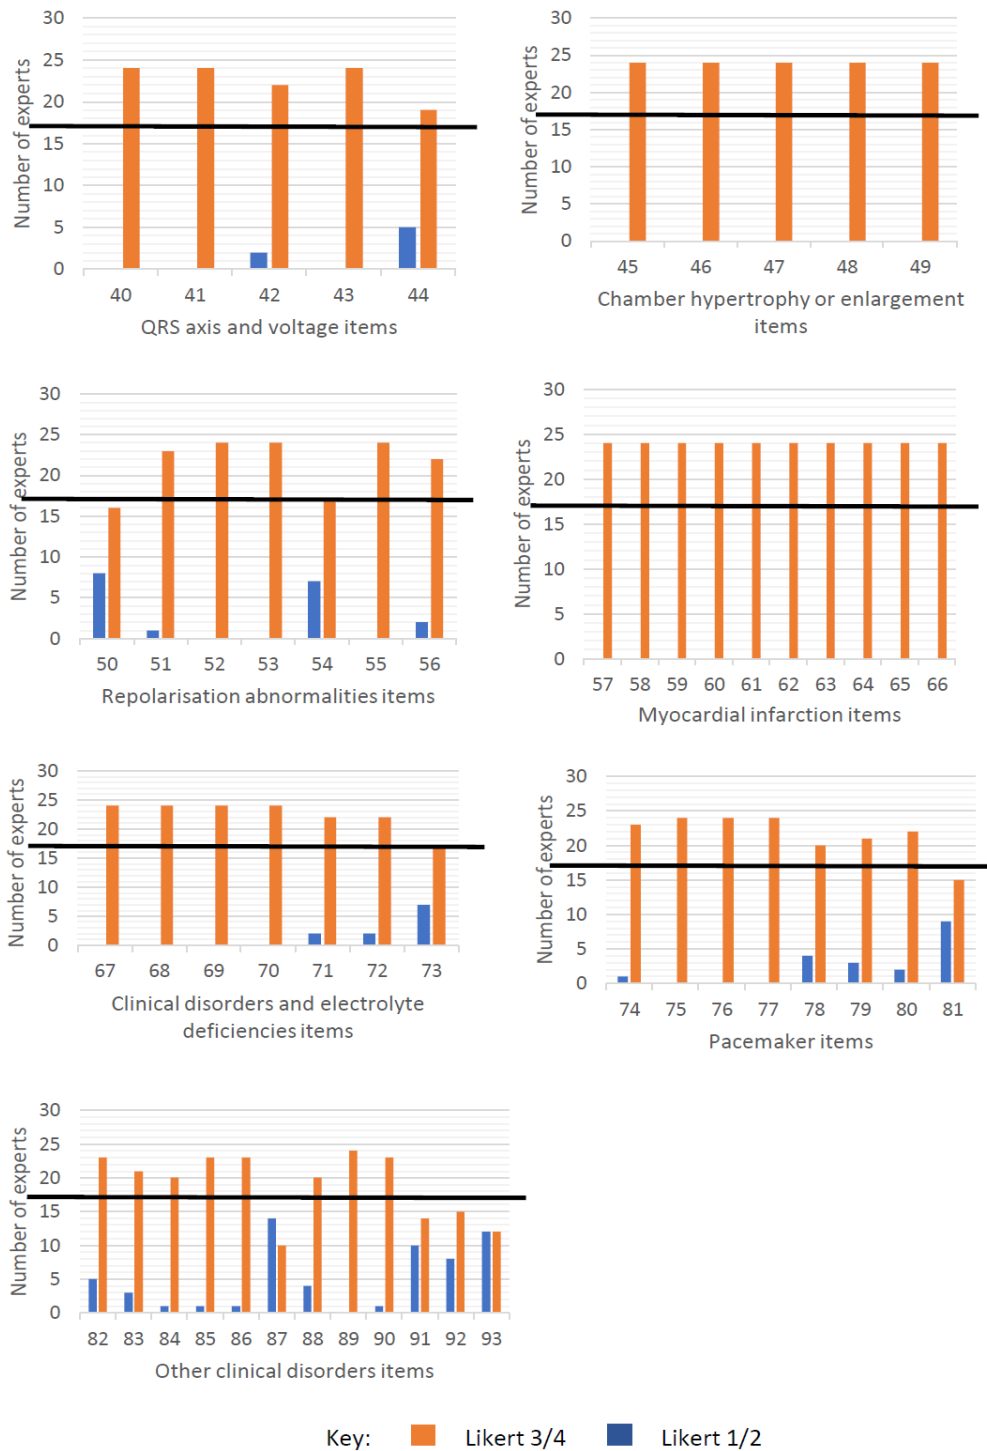 30
25
20
15
10
5
0
Number of experts
40 41 42 43 44
QRS axis and voltage items
30
25
20
15
10
5
0
Number of experts
45 46 47 48 49
Chamber hypertrophy or enlargement
items
30
25
20
15
10
5
0
Number of experts
50 51 52 53 54 55 56
Repolarisation abnormalities items
30
25
20
15
10
5
0
Number of experts
57 58 59 60 61 62 63 64 65 66
Myocardial infarction items
30
25
20
15
10
5
0
Number of experts
67 68 69 70 71 72 73
Clinical disorders and electrolyte
deficiencies items
30
25
20
15
10
5
0
Number of experts
74 75 76 77 78 79 80 81
Pacemaker items
30
25
20
15
10
5
0
Number of experts
82 83 84 85 86 87 88 89 90 91 92 93
Other clinical disorders items
Key: Likert 3/4 Likert 1/2